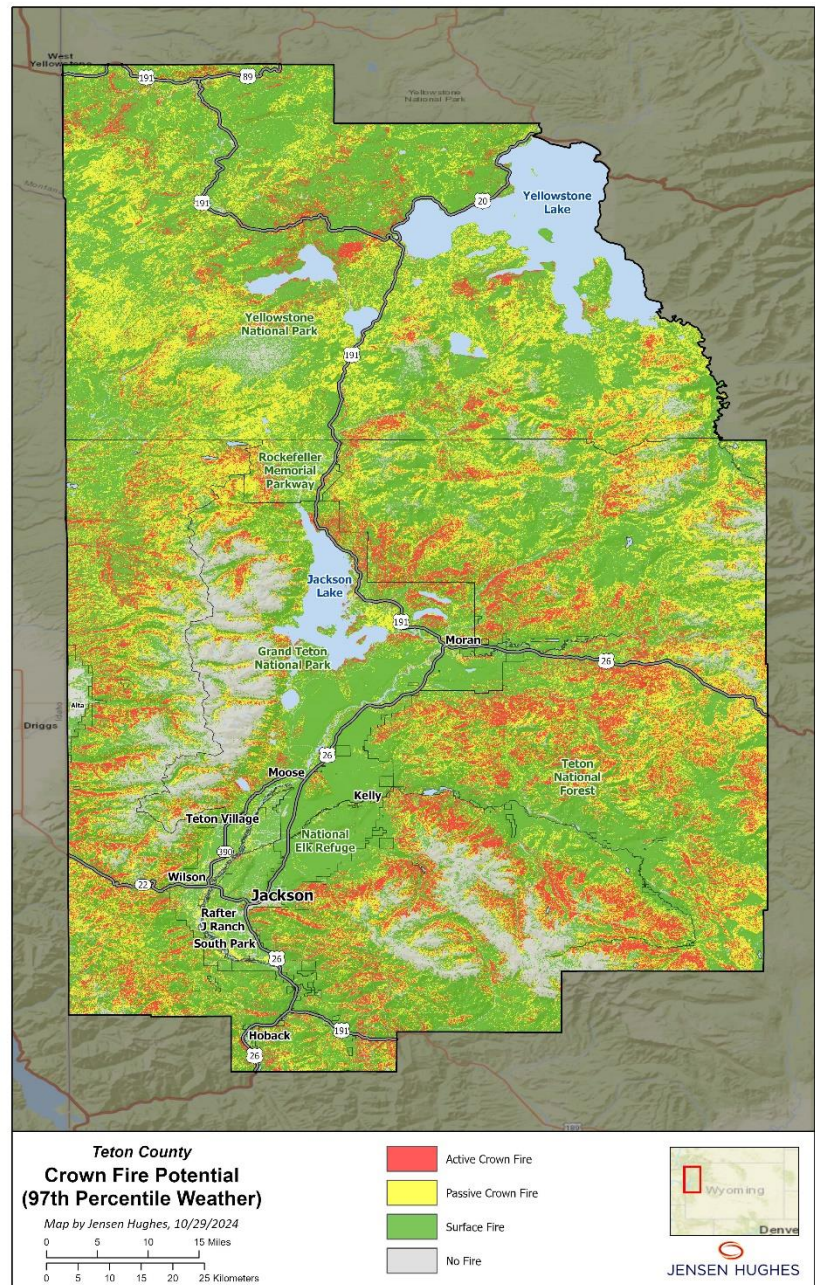 West
Yellowstone
191
89
Yellowstone
National Park
20
Yellowstone
Lake
191
Yellowstone
National Park
191
Rockefeller
Memorial
Parkway
Jackson
Lake
191
Moran
Grand Teton
National Park
26
Alta
Idaho
Driggs
26
Moose
Teton
National
Forest
Kelly
Teton Village
National
Elk Refuge
390
Wilson
22
Jackson
Rafter
J Ranch
South Park
26
Hoback
191
26
189
Teton County
Crown Fire Potential
(97th Percentile Weather)
Map by Jensen Hughes, 10/29/2024
0 5 10 15 Miles
0 5 10 15 20 25 Kilometers
Active Crown Fire
Passive Crown Fire
Surface Fire
No Fire
Wyoming
Denve
JENSEN HUGHES